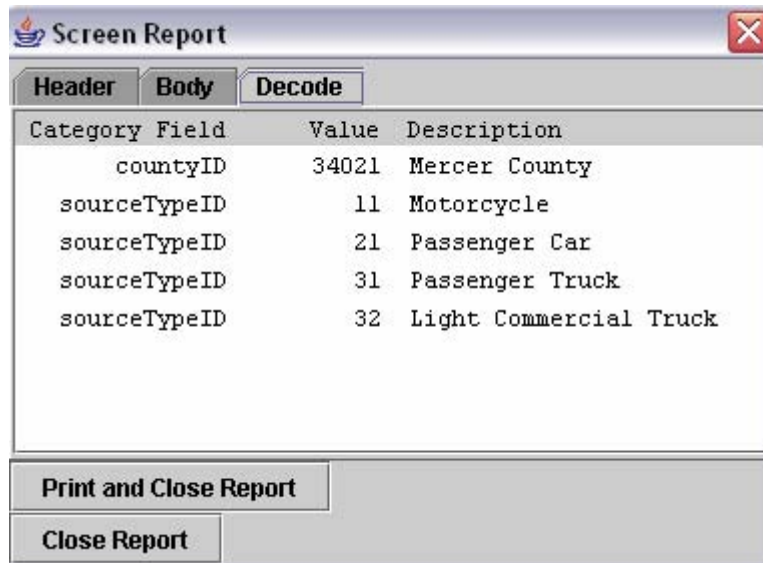 Screen Report
Header Body Decode
Category Field Value Description
countyID 34021 Mercer County
sourceTypeID 11 Motorcycle
sourceTypeID 21 Passenger Car
sourceTypeID 31 Passenger Truck
sourceTypeID 32 Light Commercial Truck
Print and Close Report
Close Report